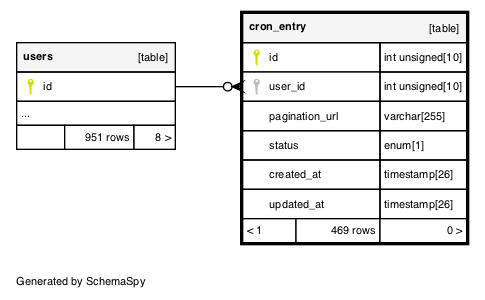 users [table]
id
...
951 rows 8 >
cron_entry [table]
id int unsigned[10]
user_id int unsigned[10]
pagination_url varchar[255]
status enum[1]
created_at timestamp[26]
updated_at timestamp[26]
< 1 469 rows 0 >
Generated by SchemaSpy